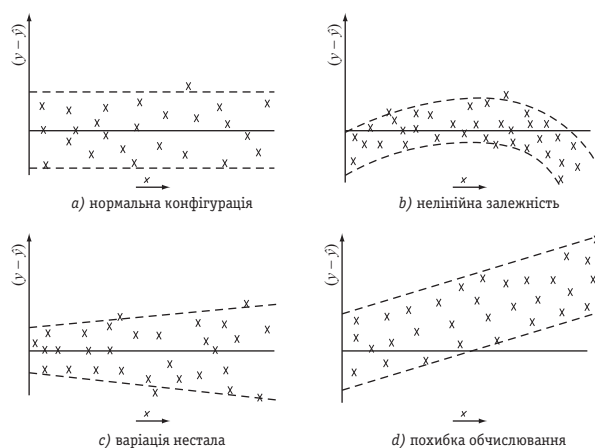 (y – ŷ)
x
a) нормальна конфігурація
(y – ŷ)
x
b) нелінійна залежність
(y – ŷ)
x
c) варіація нестала
(y – ŷ)
x
d) похибка обчислювання